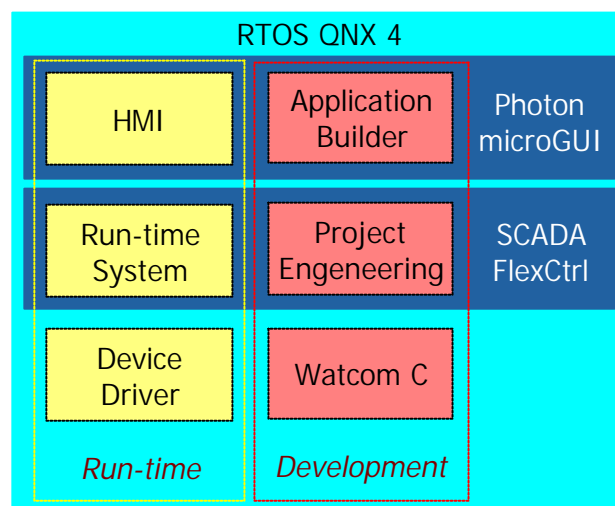 RTOS QNX 4
HMI
Application
Builder
Photon
microGUI
Run-time
System
Project
Engeneering
SCADA
FlexCtrl
Device
Driver
Watcom C
Run-time
Development